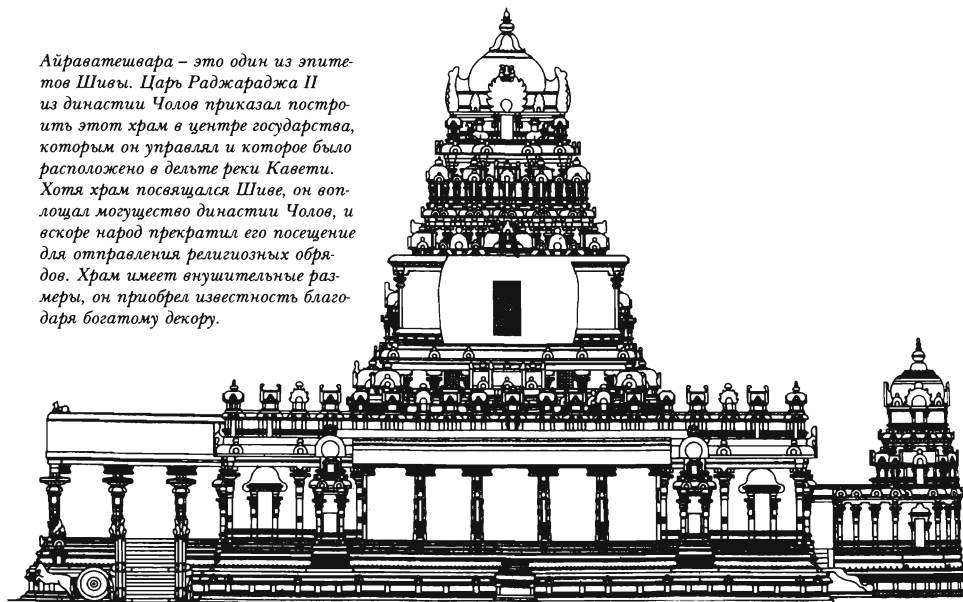 Айраватешвара – это один из эпите-
тов Шивы. Царь Раджараджа II
из династии Чолов приказал постро-
ить этот храм в центре государства,
которым он управлял и которое было
расположено в дельте реки Кавети.
Хотя храм посвящался Шиве, он воп-
лощал могущество династии Чолов, и
вскоре народ прекратил его посещение
для отправления религиозных обря-
дов. Храм имеет внушительные раз-
меры, он приобрел известность благо-
даря богатому декору.